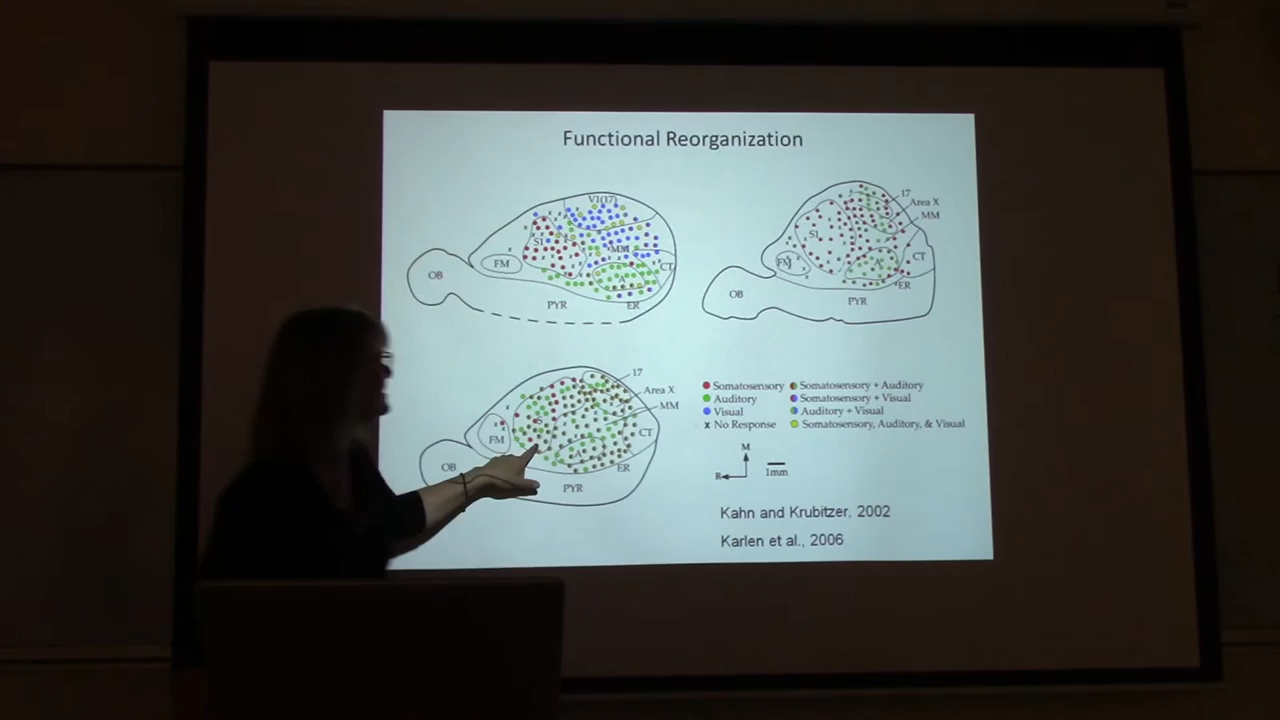 Functional Reorganization
V1(17)
S1
MM
FM
OB
A
CT
PYR
ER
17
Area X
MM
S1
CT
FM
A
ER
OB
PYR
17
Area X
MM
FM
CT
A
ER
OB
PYR
Somatosensory
Auditory
Visual
x No Response
Somatosensory + Auditory
Somatosensory + Visual
Auditory + Visual
Somatosensory, Auditory, & Visual
M
R
1mm
Kahn and Krubitzer, 2002
Karlen et al., 2006